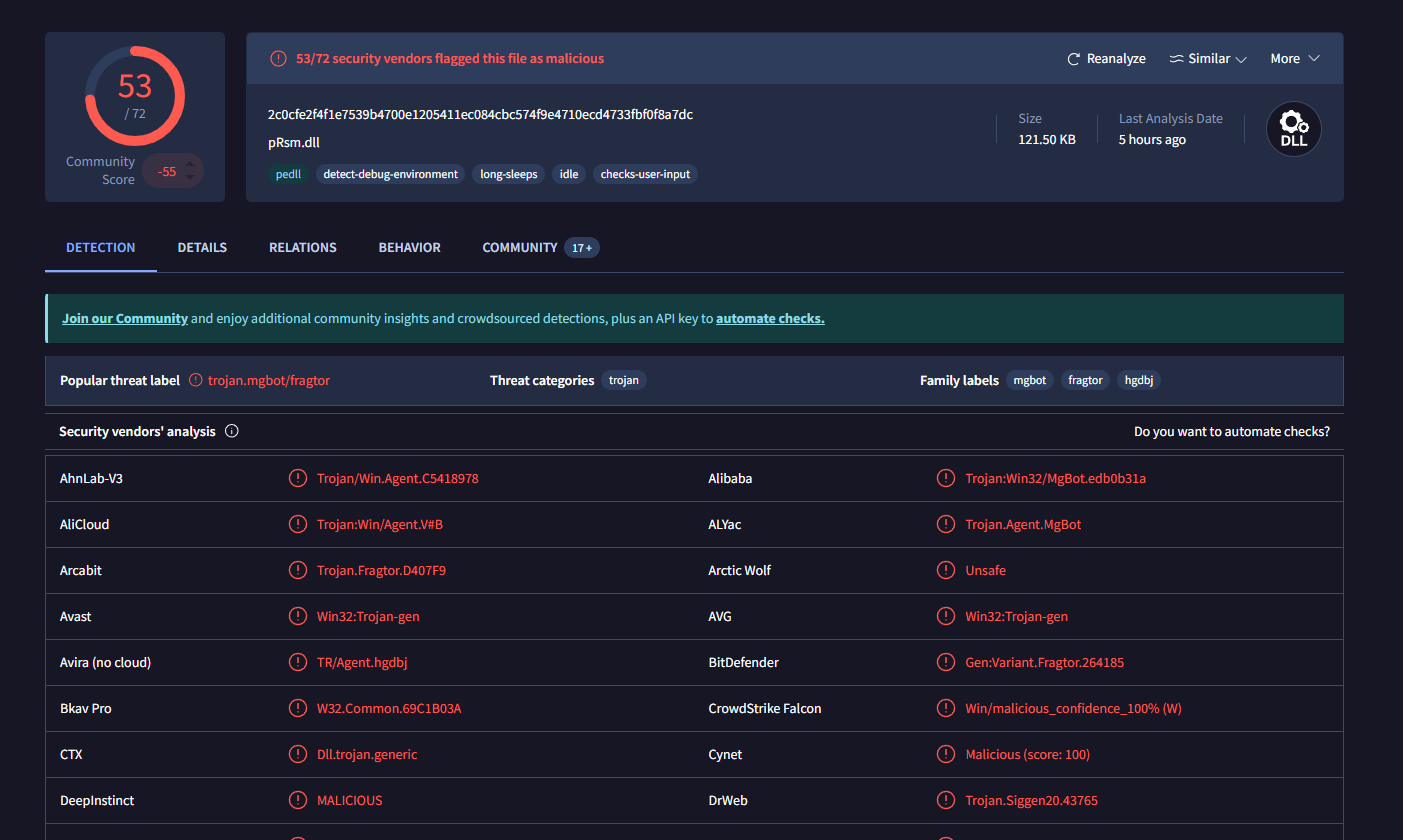 53
/ 72
Community
Score
-55
53/72 security vendors flagged this file as malicious
Reanalyze
Similar
More
2c0cfe2f4f1e7539b4700e1205411ec084cbc574f9e4710ecd4733fbf0f8a7dc
pRsm.dll
pedll detect-debug-environment long-sleeps idle checks-user-input
Size
121.50 KB
Last Analysis Date
5 hours ago
DLL
DETECTION DETAILS RELATIONS BEHAVIOR COMMUNITY 17+
Join our Community and enjoy additional community insights and crowdsourced detections, plus an API key to automate checks.
Popular threat label trojan.mgbot/fragtor Threat categories trojan Family labels mgbot fragtor hgdbj
Security vendors' analysis Do you want to automate checks?
AhnLab-V3 Trojan/Win.Agent.C5418978 Alibaba Trojan:Win32/MgBot.edb0b31a
AliCloud Trojan:Win/Agent.V#B ALYac Trojan.Agent.MgBot
Arcabit Trojan.Fragtor.D407F9 Arctic Wolf Unsafe
Avast Win32:Trojan-gen AVG Win32:Trojan-gen
Avira (no cloud) TR/Agent.hgdbj BitDefender Gen:Variant.Fragtor.264185
Bkav Pro W32.Common.69C1B03A CrowdStrike Falcon Win/malicious_confidence_100% (W)
CTX Dll.trojan.generic Cynet Malicious (score: 100)
DeepInstinct MALICIOUS DrWeb Trojan.Siggen20.43765